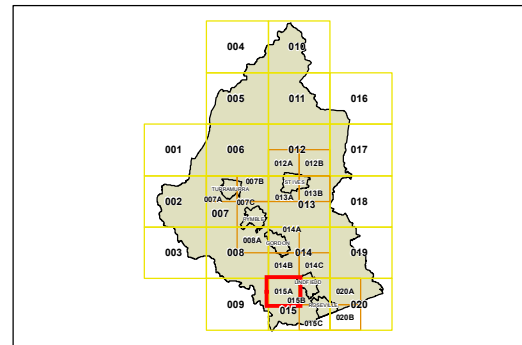 004 010
005 011 016
001 006 012 017
012A 012B
007B ST IVES
TURRAMURRA
002 007A 007C 013A 013B 018
007 013
PYMBLE
014A
008A GORDON
003 008 014 019
014B 014C
LINDFIELD
009 015A 020A
015B ROSEVILLE 020
015 020B
015C